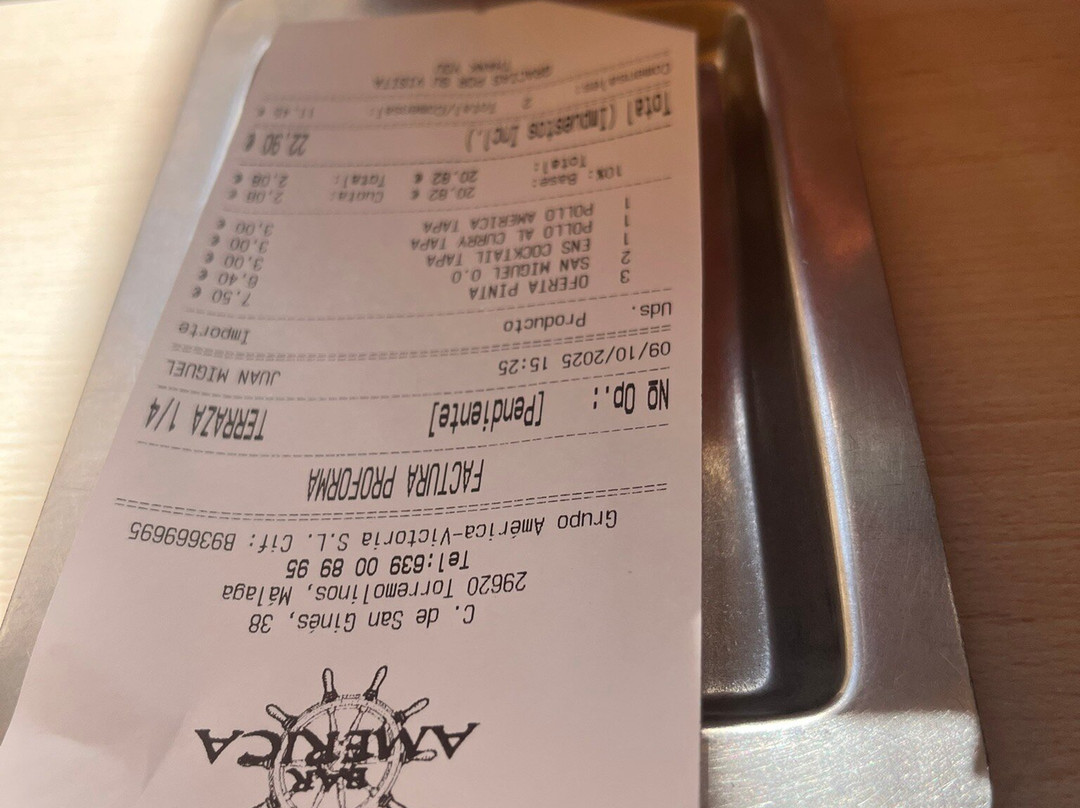 BAR
AMERICA
C. de San Ginés, 38
29620 Torremolinos, Málaga
Tel:639 00 89 95
Grupo América-Victoria S.L. Cif: B93669695
FACTURA PROFORMA
Nº Op.: [Pendiente] TERRAZA 1/4
09/10/2025 15:25 JUAN MIGUEL
Uds. Producto Importe
3 OFERTA PINTA 7,50 €
2 SAN MIGUEL 0.0 6,40 €
1 ENS COCKTAIL TAPA 3,00 €
1 POLLO AL CURRY TAPA 3,00 €
1 POLLO AMERICA TAPA 3,00 €
10%: Base: 20.82 € Cuota: 2,08 €
Total: 20.82 € Total: 2,08 €
Total (Impuestos Incl.) 22,90 €
Comensales: 2 Total/Comensal: 11,45 €
GRACIAS POR SU VISITA
THANK YOU